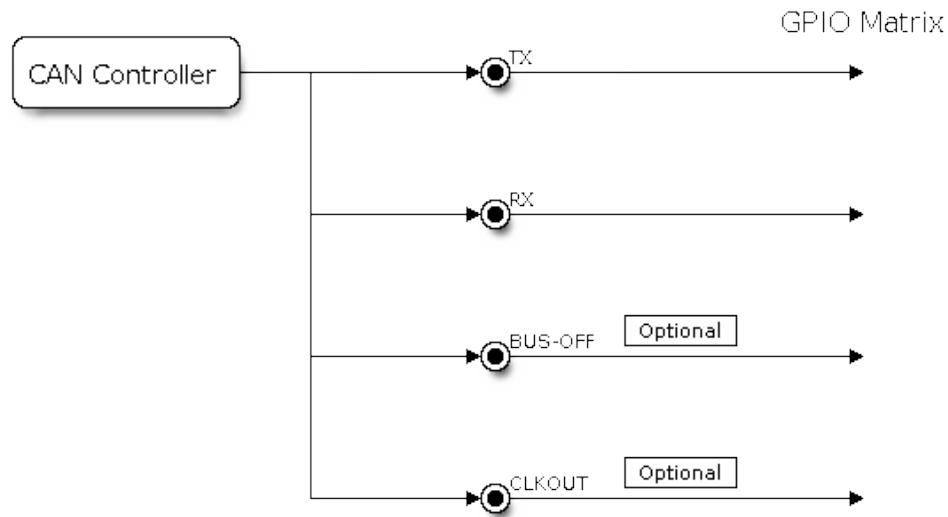 GPIO Matrix
CAN Controller
TX
RX
BUS-OFF
Optional
CLKOUT
Optional